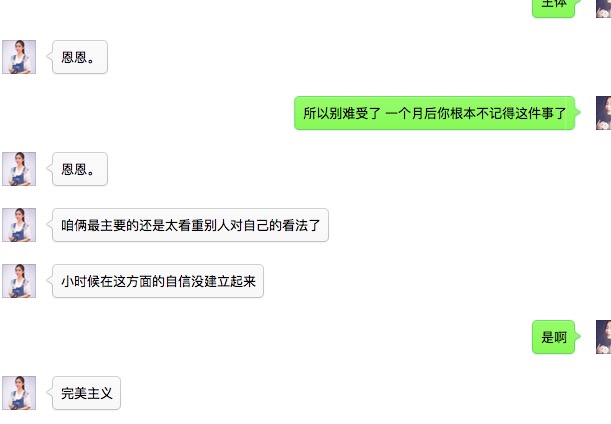 主体
恩恩。
所以别难受了 一个月后你根本不记得这件事了
恩恩。
咱俩最主要的还是太看重别人对自己的看法了
小时候在这方面的自信没建立起来
是啊
完美主义